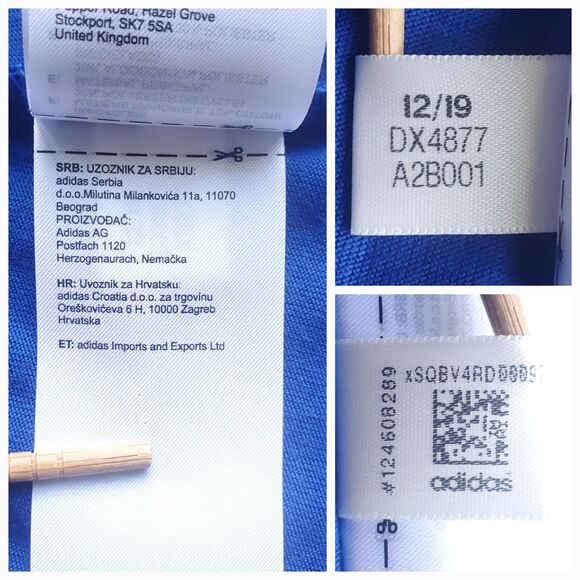 Pepper Road, Hazel Grove
Stockport, SK7 5SA
United Kingdom
SRB: UZOZNIK ZA SRBIJU:
adidas Serbia
d.o.o.Milutina Milankovića 11a, 11070
Beograd
PROIZVOĐAČ:
Adidas AG
Postfach 1120
Herzogenaurach, Nemačka
HR: Uvoznik za Hrvatsku:
adidas Croatia d.o.o. za trgovinu
Oreškovićeva 6 H, 10000 Zagreb
Hrvatska
ET: adidas Imports and Exports Ltd
12/19
DX4877
A2B001
xSQBV4RD00097
#124608289
adidas